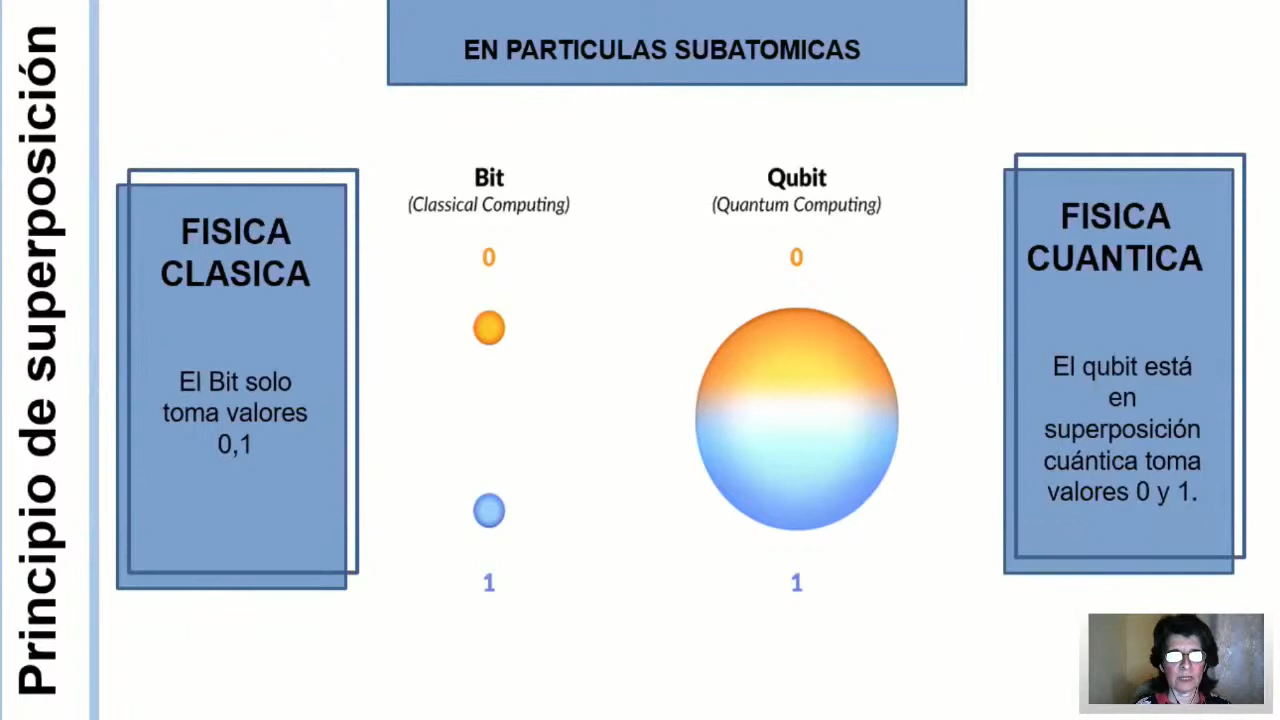 Principio de superposición
EN PARTICULAS SUBATOMICAS
FISICA
CLASICA
El Bit solo
toma valores
0,1
Bit
(Classical Computing)
0
1
Qubit
(Quantum Computing)
0
1
FISICA
CUANTICA
El qubit está
en
superposición
cuántica toma
valores 0 y 1.